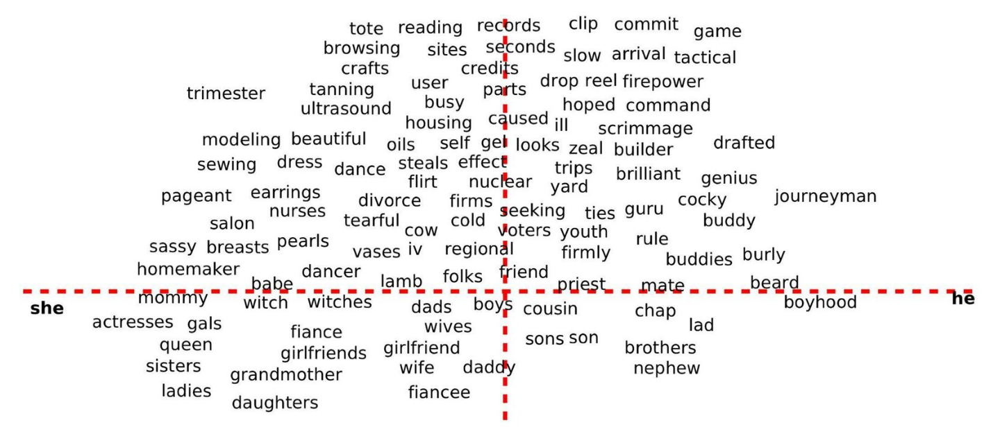 tote reading records clip commit game
browsing sites seconds slow arrival tactical
crafts credits drop reel firepower
trimester tanning user parts
ultrasound busy hoped command
housing caused ill scrimmage
modeling beautiful oils self gel looks zeal builder drafted
sewing dress dance steals effect trips brilliant genius
flirt nuclear yard
pageant earrings divorce firms cocky journeyman
nurses seeking ties guru
salon tearful cow cold voters youth buddy
sassy breasts pearls vases iv regional firmly rule
homemaker dancer folks friend buddies burly
babe lamb priest mate beard
mommy witch witches dads boys cousin chap boyhood he
she
actresses gals wives lad
queen fiance sons son
girlfriends girlfriend brothers
sisters grandmother wife daddy nephew
ladies daughters fiancee